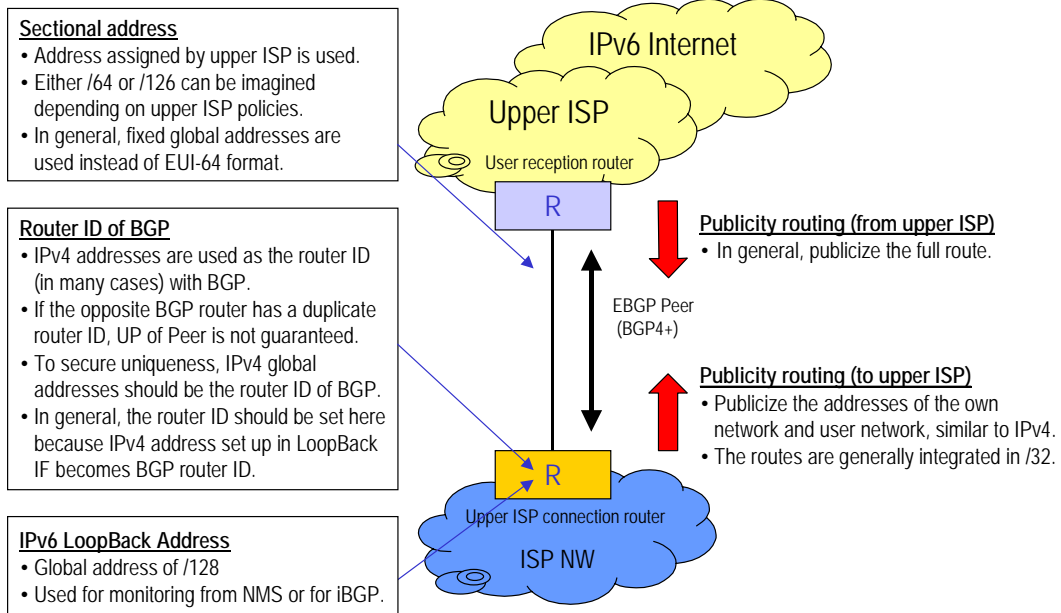 Sectional address
• Address assigned by upper ISP is used.
• Either /64 or /126 can be imagined
depending on upper ISP policies.
• In general, fixed global addresses are
used instead of EUI-64 format.
Router ID of BGP
• IPv4 addresses are used as the router ID
(in many cases) with BGP.
• If the opposite BGP router has a duplicate
router ID, UP of Peer is not guaranteed.
• To secure uniqueness, IPv4 global
addresses should be the router ID of BGP.
• In general, the router ID should be set here
because IPv4 address set up in LoopBack
IF becomes BGP router ID.
IPv6 LoopBack Address
• Global address of /128
• Used for monitoring from NMS or for iBGP.
IPv6 Internet
Upper ISP
User reception router
R
EBGP Peer
(BGP4+)
R
Upper ISP connection router
ISP NW
Publicity routing (from upper ISP)
• In general, publicize the full route.
Publicity routing (to upper ISP)
• Publicize the addresses of the own
network and user network, similar to IPv4.
• The routes are generally integrated in /32.